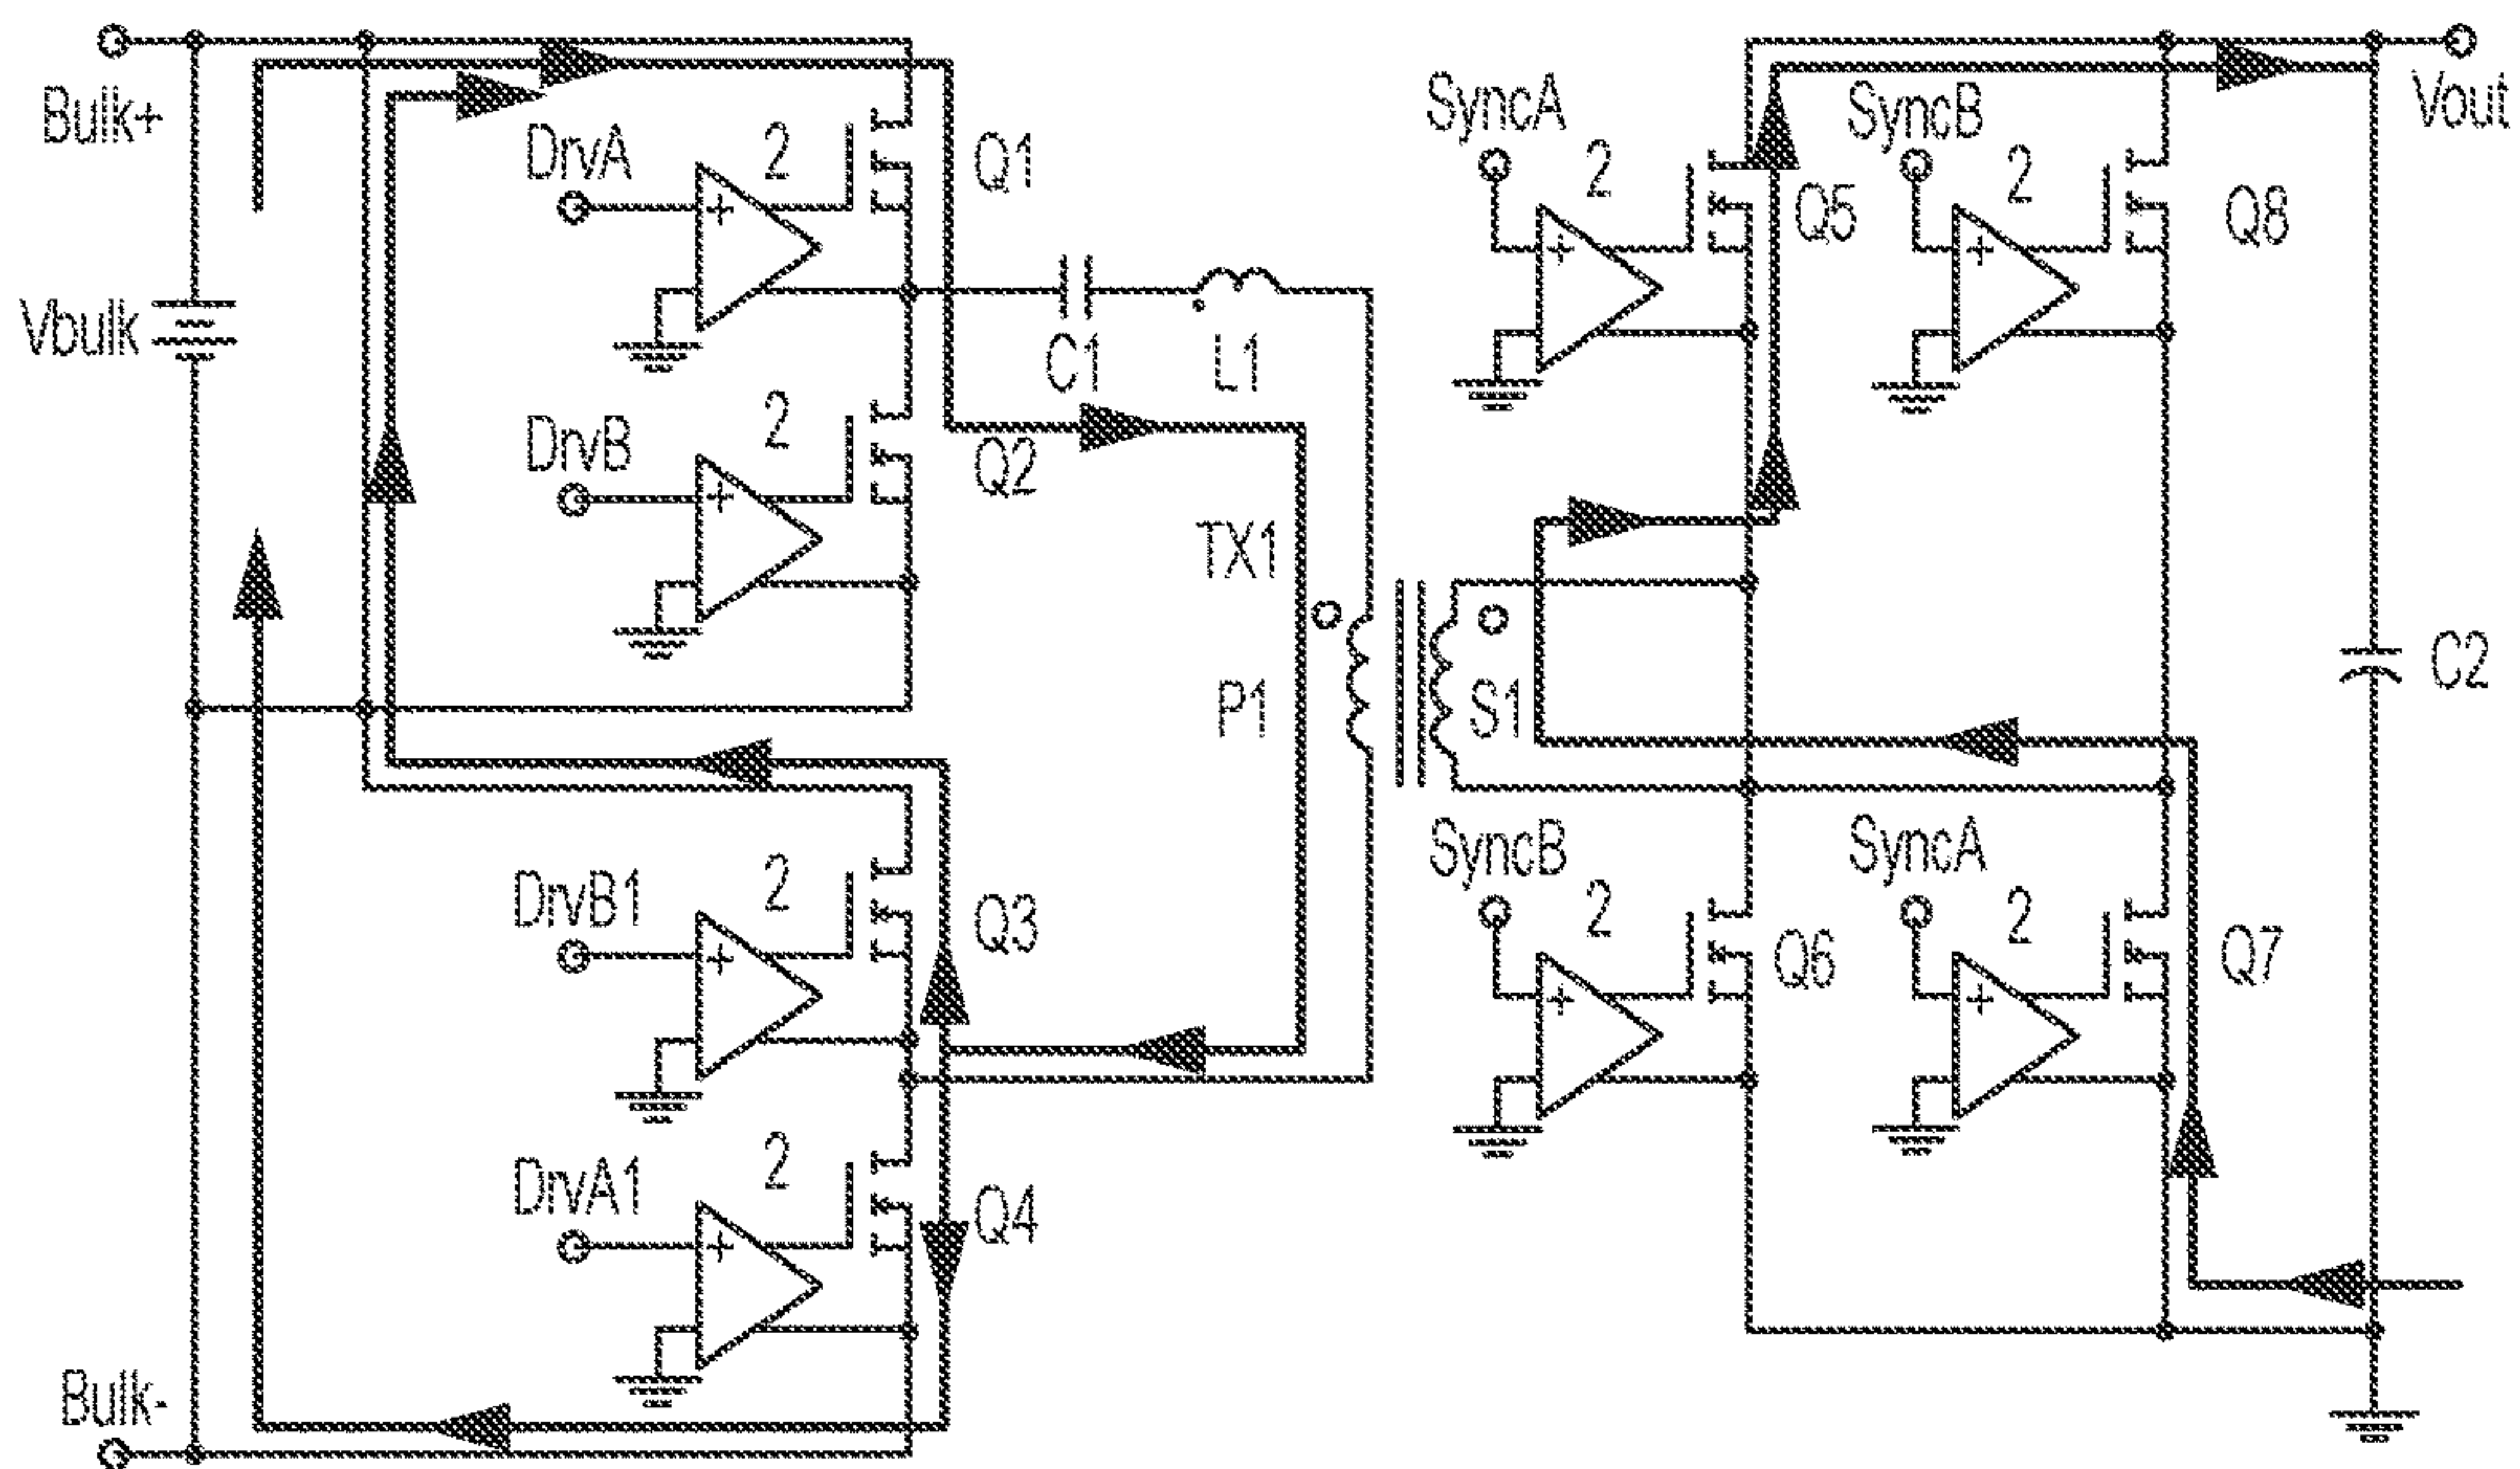 Bulk+
Vbulk
Bulk-
DrvA
2
Q1
DrvB
2
Q2
C1
L1
TX1
P1
S1
DrvB1
2
Q3
DrvA1
2
Q4
SyncA
2
Q5
SyncB
2
Q8
Vout
C2
SyncB
2
Q6
SyncA
2
Q7